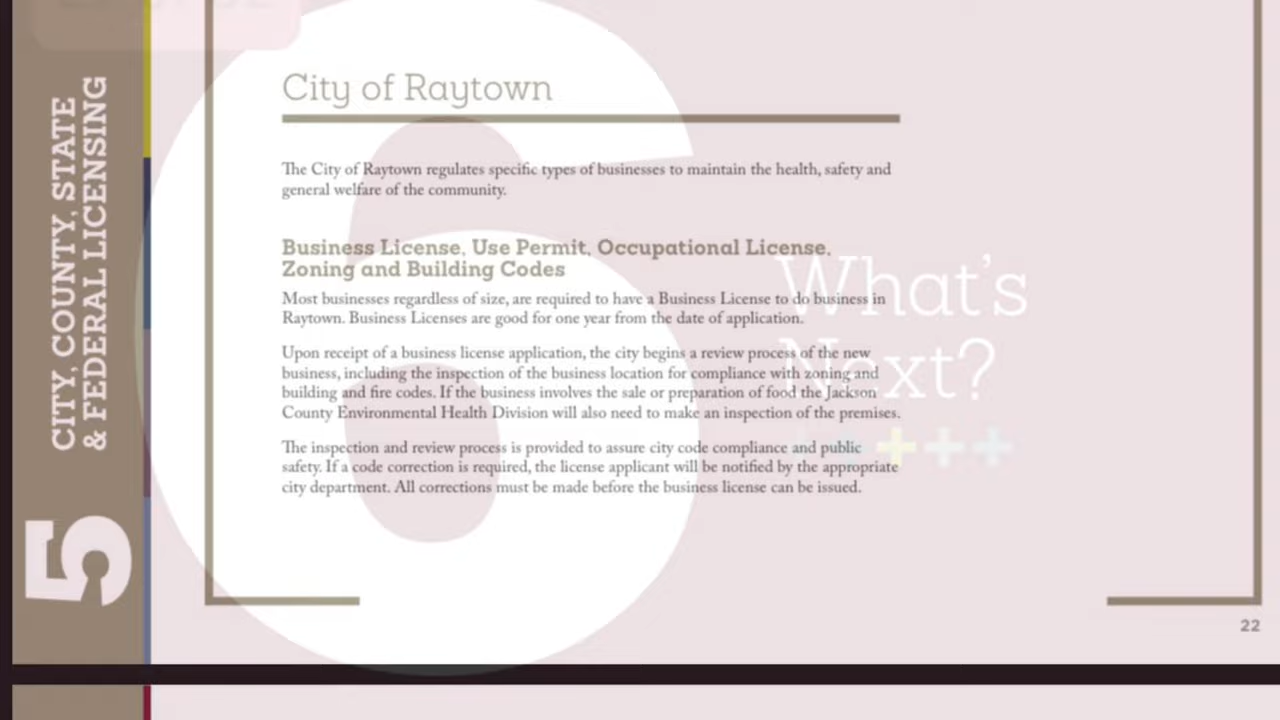 CITY, COUNTY, STATE
& FEDERAL LICENSING
5
6
City of Raytown
The City of Raytown regulates specific types of businesses to maintain the health, safety and
general welfare of the community.
Business License, Use Permit, Occupational License,
Zoning and Building Codes
Most businesses regardless of size, are required to have a Business License to do business in
Raytown. Business Licenses are good for one year from the date of application.
Upon receipt of a business license application, the city begins a review process of the new
business, including the inspection of the business location for compliance with zoning and
building and fire codes. If the business involves the sale or preparation of food the Jackson
County Environmental Health Division will also need to make an inspection of the premises.
The inspection and review process is provided to assure city code compliance and public
safety. If a code correction is required, the license applicant will be notified by the appropriate
city department. All corrections must be made before the business license can be issued.
What's
Next?
22